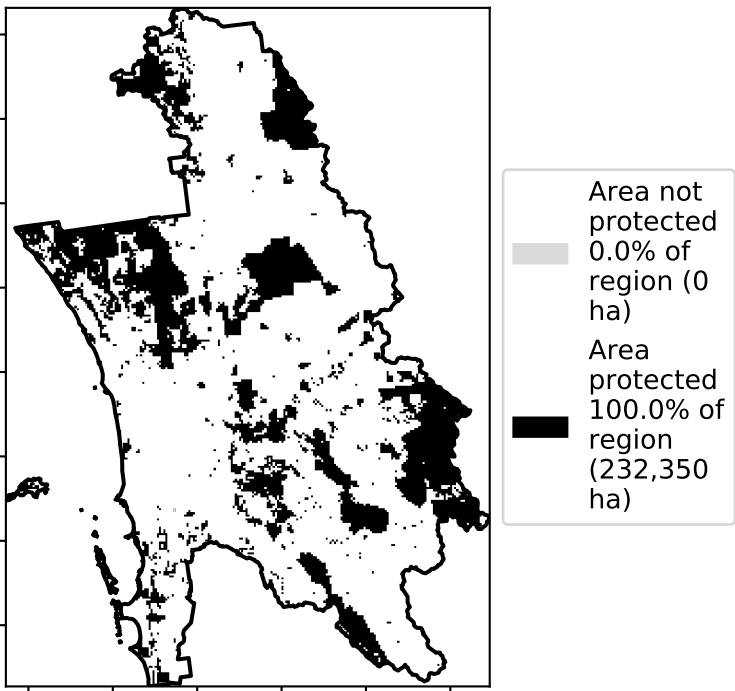 Area not
protected
0.0% of
region (0
ha)
Area
protected
100.0% of
region
(232,350
ha)